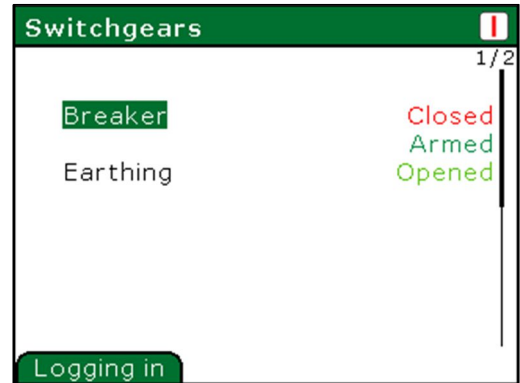 Switchgears I
1/2
Breaker Closed
Armed
Earthing Opened
Logging in